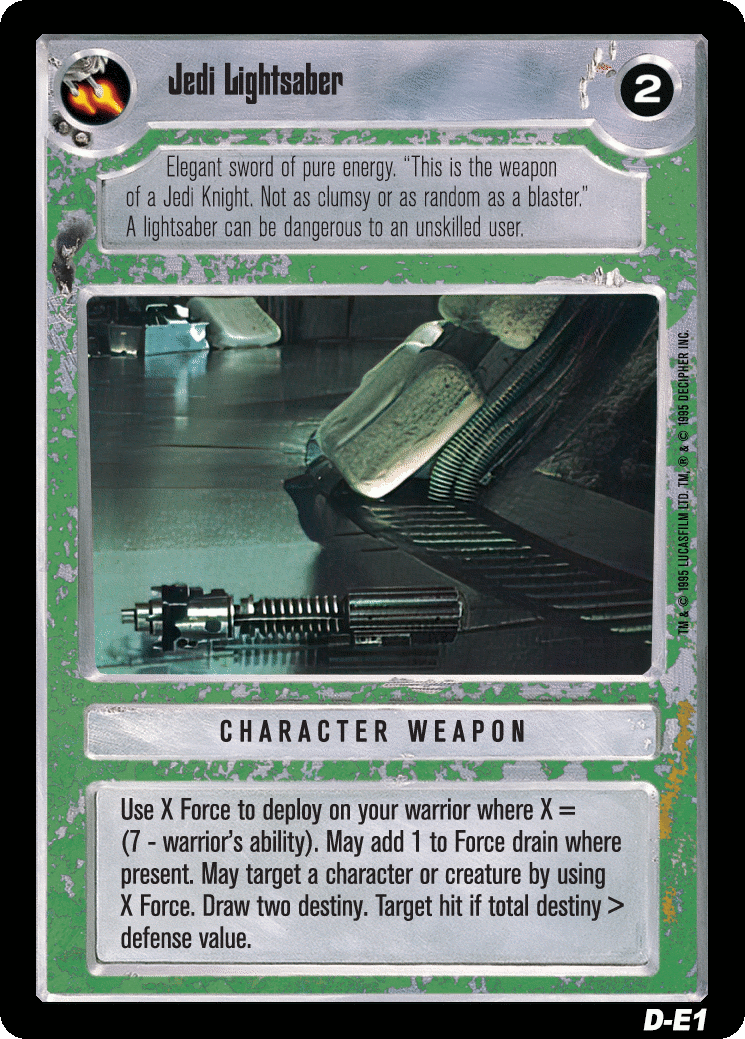 Jedi Lightsaber
2
Elegant sword of pure energy. “This is the weapon
of a Jedi Knight. Not as clumsy or as random as a blaster.”
A lightsaber can be dangerous to an unskilled user.
TM & © 1995 LUCASFILM LTD. TM, ® & © 1995 DECIPHER INC.
CHARACTER WEAPON
Use X Force to deploy on your warrior where X =
(7 - warrior’s ability). May add 1 to Force drain where
present. May target a character or creature by using
X Force. Draw two destiny. Target hit if total destiny >
defense value.
D-E1